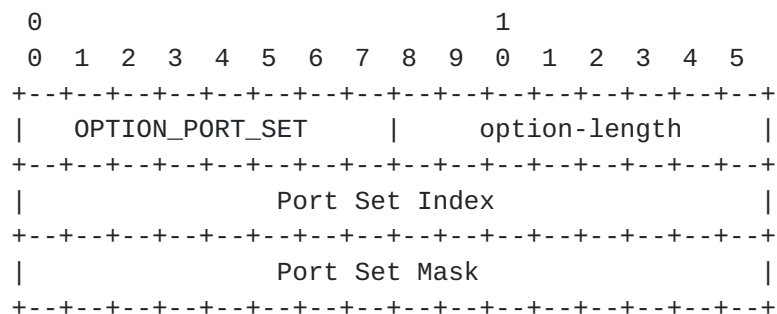 0 1
0 1 2 3 4 5 6 7 8 9 0 1 2 3 4 5
+--+--+--+--+--+--+--+--+--+--+--+--+--+--+--+--+
| OPTION_PORT_SET | option-length |
+--+--+--+--+--+--+--+--+--+--+--+--+--+--+--+--+
| Port Set Index |
+--+--+--+--+--+--+--+--+--+--+--+--+--+--+--+--+
| Port Set Mask |
+--+--+--+--+--+--+--+--+--+--+--+--+--+--+--+--+